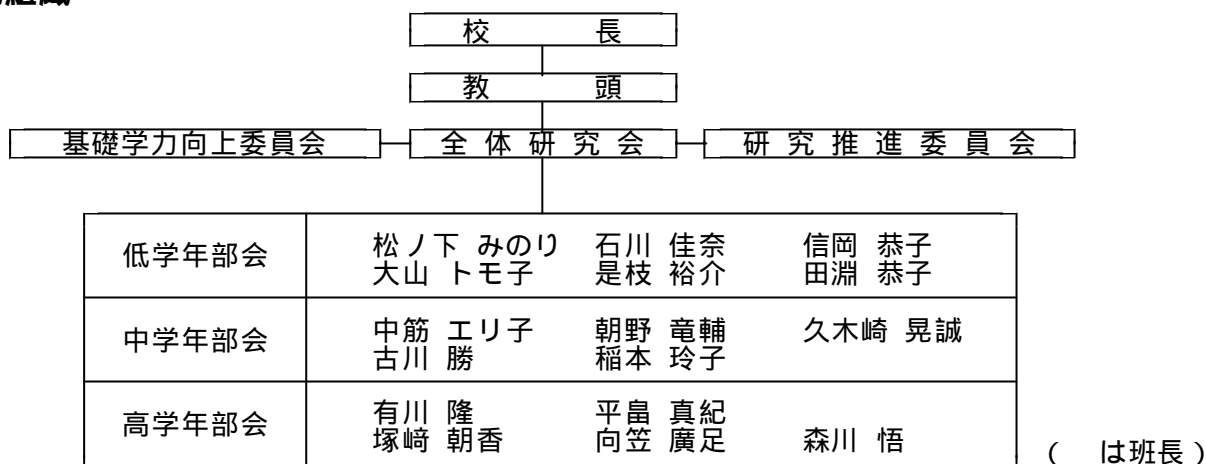 校 長
教 頭
基礎学力向上委員会 全体研究会 研究推進委員会
低学年部会
松ノ下 みのり 石川 佳奈 信岡 恭子
大山 トモ子 是枝 裕介 田淵 恭子
中学年部会
中筋 エリ子 朝野 竜輔 久木崎 晃誠
古川 勝 稲本 玲子
高学年部会
有川 隆 平畠 真紀
塚﨑 朝香 向笠 廣足 森川 悟
( は班長)